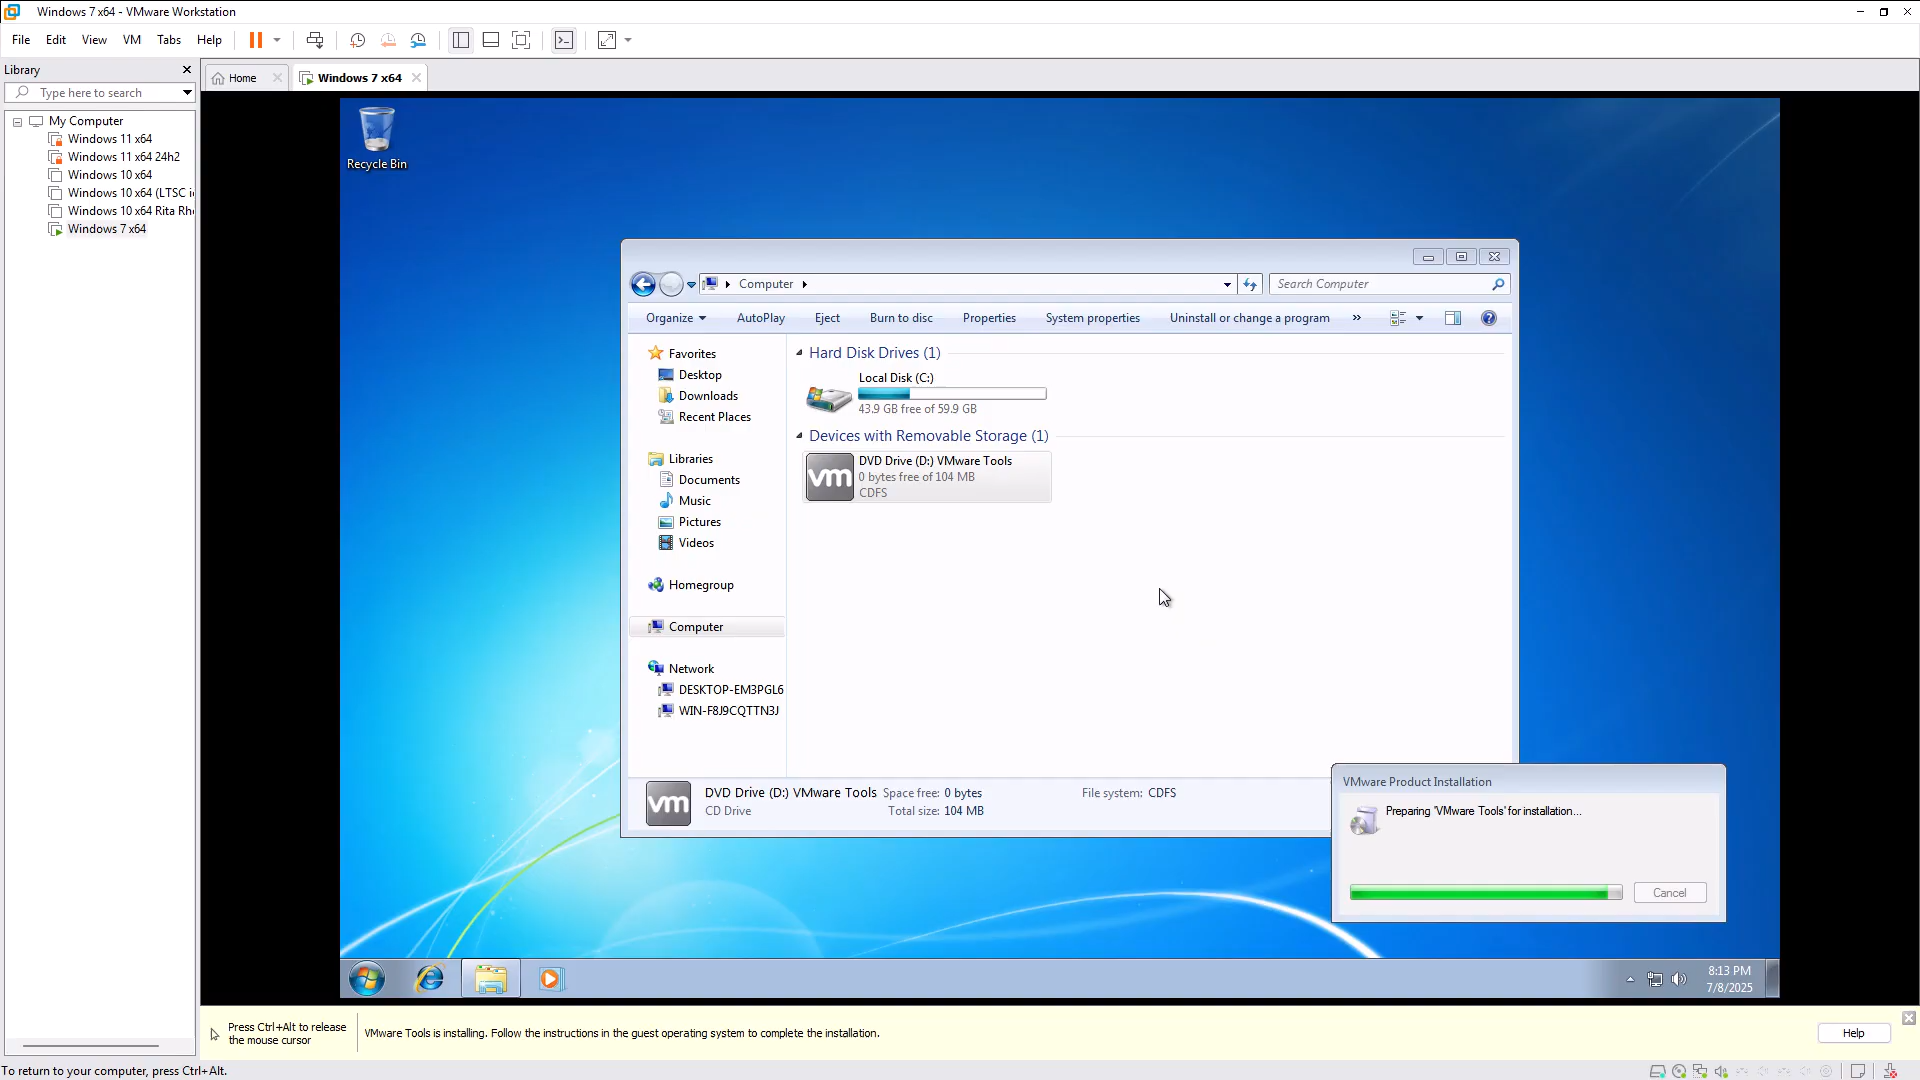 Windows 7 x64 - VMware Workstation
File Edit View VM Tabs Help
Library
Type here to search
My Computer
Windows 11 x64
Windows 11 x64 24h2
Windows 10 x64
Windows 10 x64 (LTSC i
Windows 10 x64 Rita Rh
Windows 7 x64
Home
Windows 7 x64
Recycle Bin
Computer
Search Computer
Organize AutoPlay Eject Burn to disc Properties System properties Uninstall or change a program »
Favorites
Desktop
Downloads
Recent Places
Libraries
Documents
Music
Pictures
Videos
Homegroup
Computer
Network
DESKTOP-EM3PGL6
WIN-F8J9CQTTN3J
Hard Disk Drives (1)
Local Disk (C:)
43.9 GB free of 59.9 GB
Devices with Removable Storage (1)
DVD Drive (D:) VMware Tools
0 bytes free of 104 MB
CDFS
vm
vm
DVD Drive (D:) VMware Tools Space free: 0 bytes File system: CDFS
CD Drive Total size: 104 MB
VMware Product Installation
Preparing 'VMware Tools' for installation...
Cancel
8:13 PM
7/8/2025
Press Ctrl+Alt to release
the mouse cursor
VMware Tools is installing. Follow the instructions in the guest operating system to complete the installation.
Help
To return to your computer, press Ctrl+Alt.